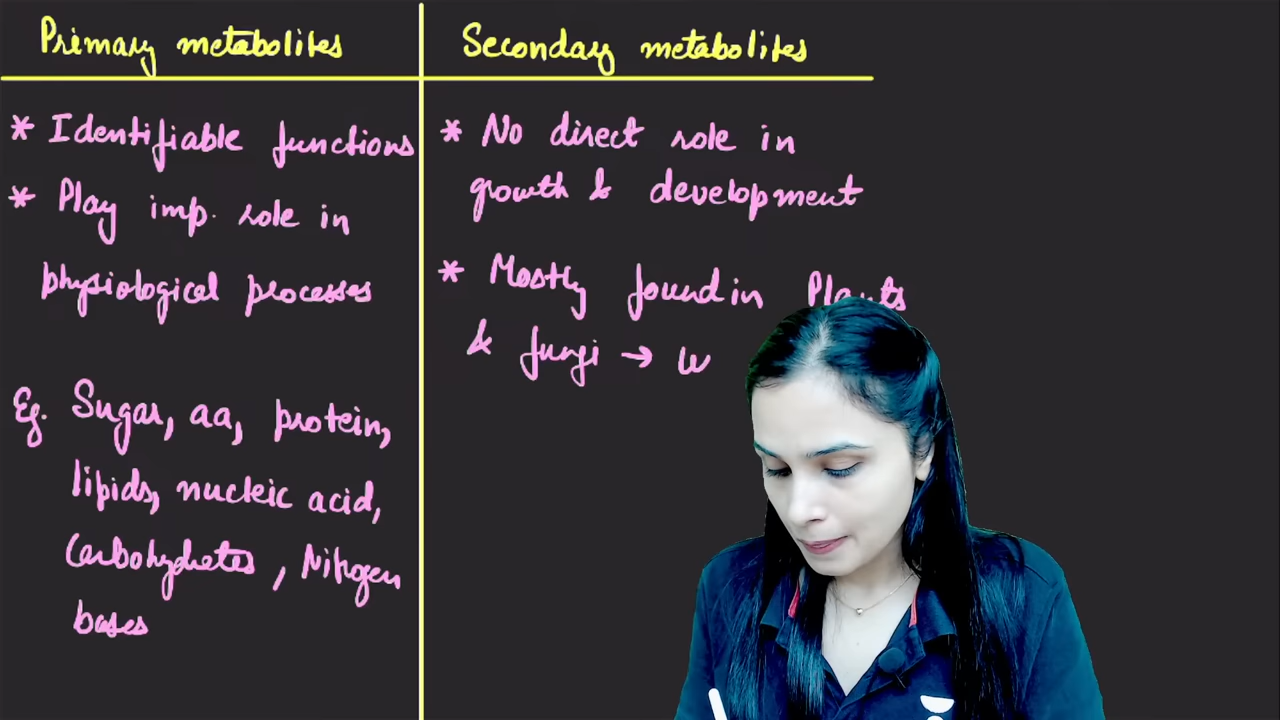 Primary metabolites
* Identifiable functions
* Play imp. role in
physiological processes
Eg. Sugar, aa, protein,
lipids, nucleic acid,
Carbohydrates, Nitrogen
bases
Secondary metabolites
* No direct role in
growth & development
* Mostly found in Plants
& fungi → w